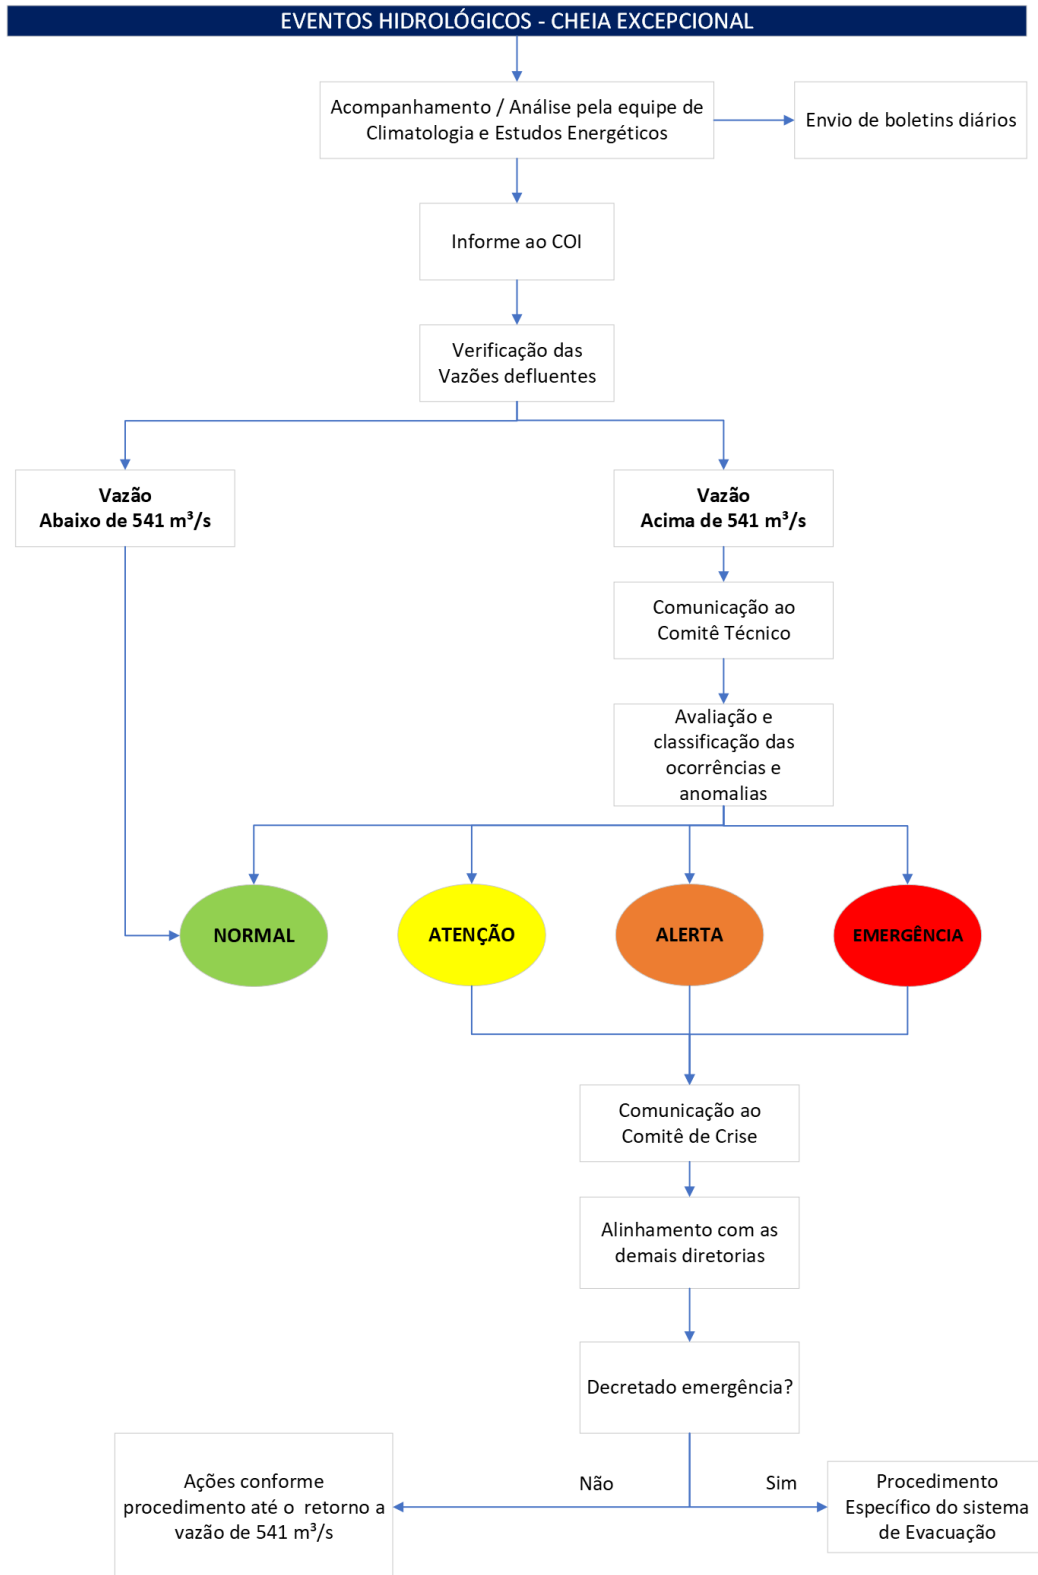 EVENTOS HIDROLÓGICOS - CHEIA EXCEPCIONAL
Acompanhamento / Análise pela equipe de
Climatologia e Estudos Energéticos
Envio de boletins diários
Informe ao COI
Verificação das
Vazões defluentes
Vazão
Abaixo de 541 m³/s
Vazão
Acima de 541 m³/s
Comunicação ao
Comitê Técnico
Avaliação e
classificação das
ocorrências e
anomalias
NORMAL
ATENÇÃO
ALERTA
EMERGÊNCIA
Comunicação ao
Comitê de Crise
Alinhamento com as
demais diretorias
Decretado emergência?
Não
Sim
Ações conforme
procedimento até o retorno a
vazão de 541 m³/s
Procedimento
Específico do sistema
de Evacuação